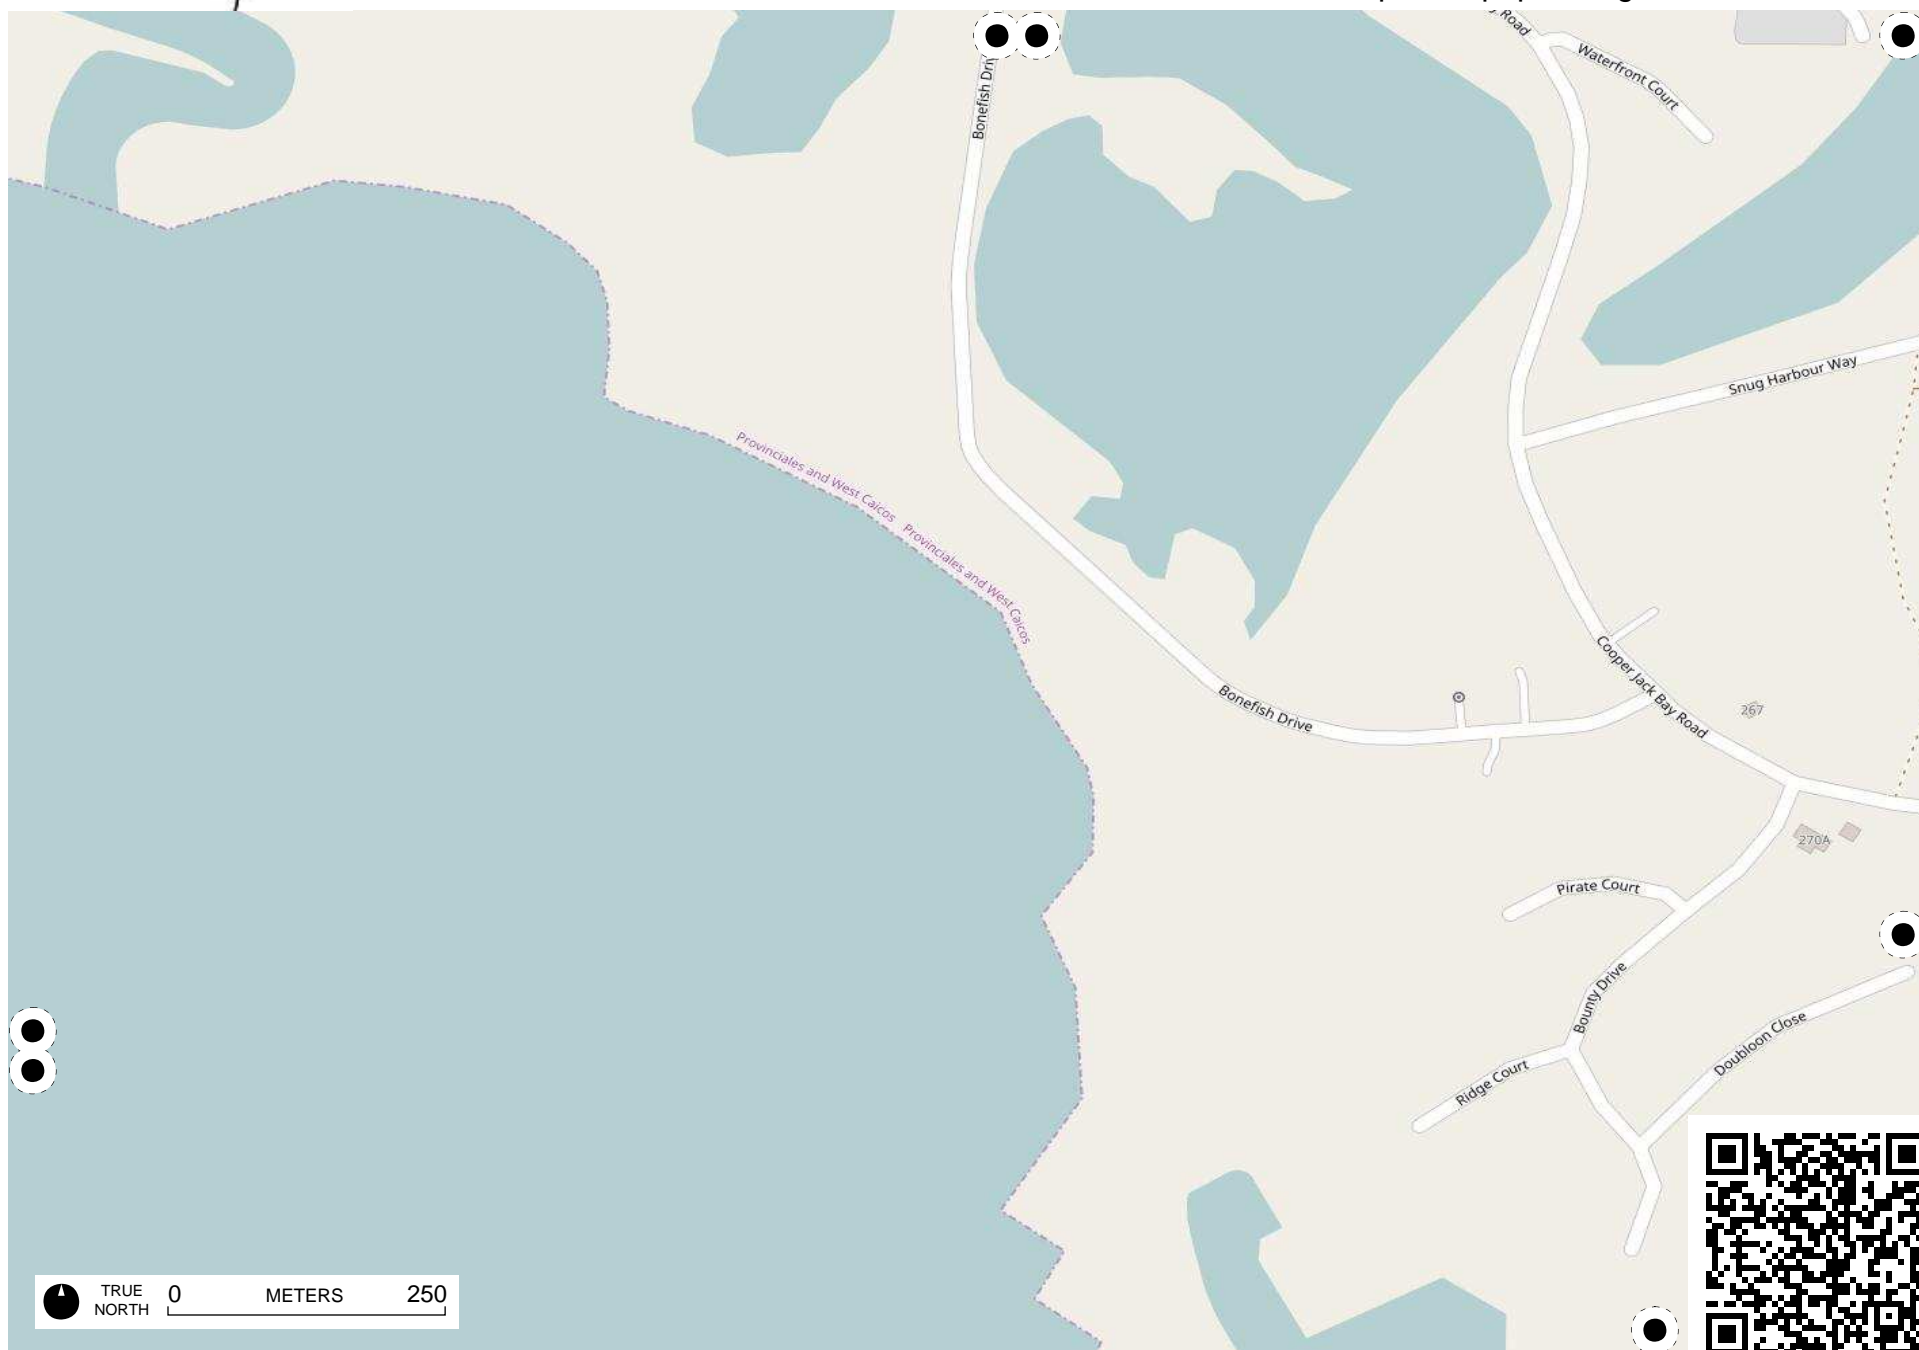 Road
Waterfront Court
Bonefish
Snug Harbour Way
Provinciales and West Caicos
Provinciales and West Caicos
Cooper Jack Bay Road
Bonefish Drive
267
270A
Pirate Court
Bounty Drive
Doubloon Close
Ridge Court
TRUE
NORTH
0 METERS 250